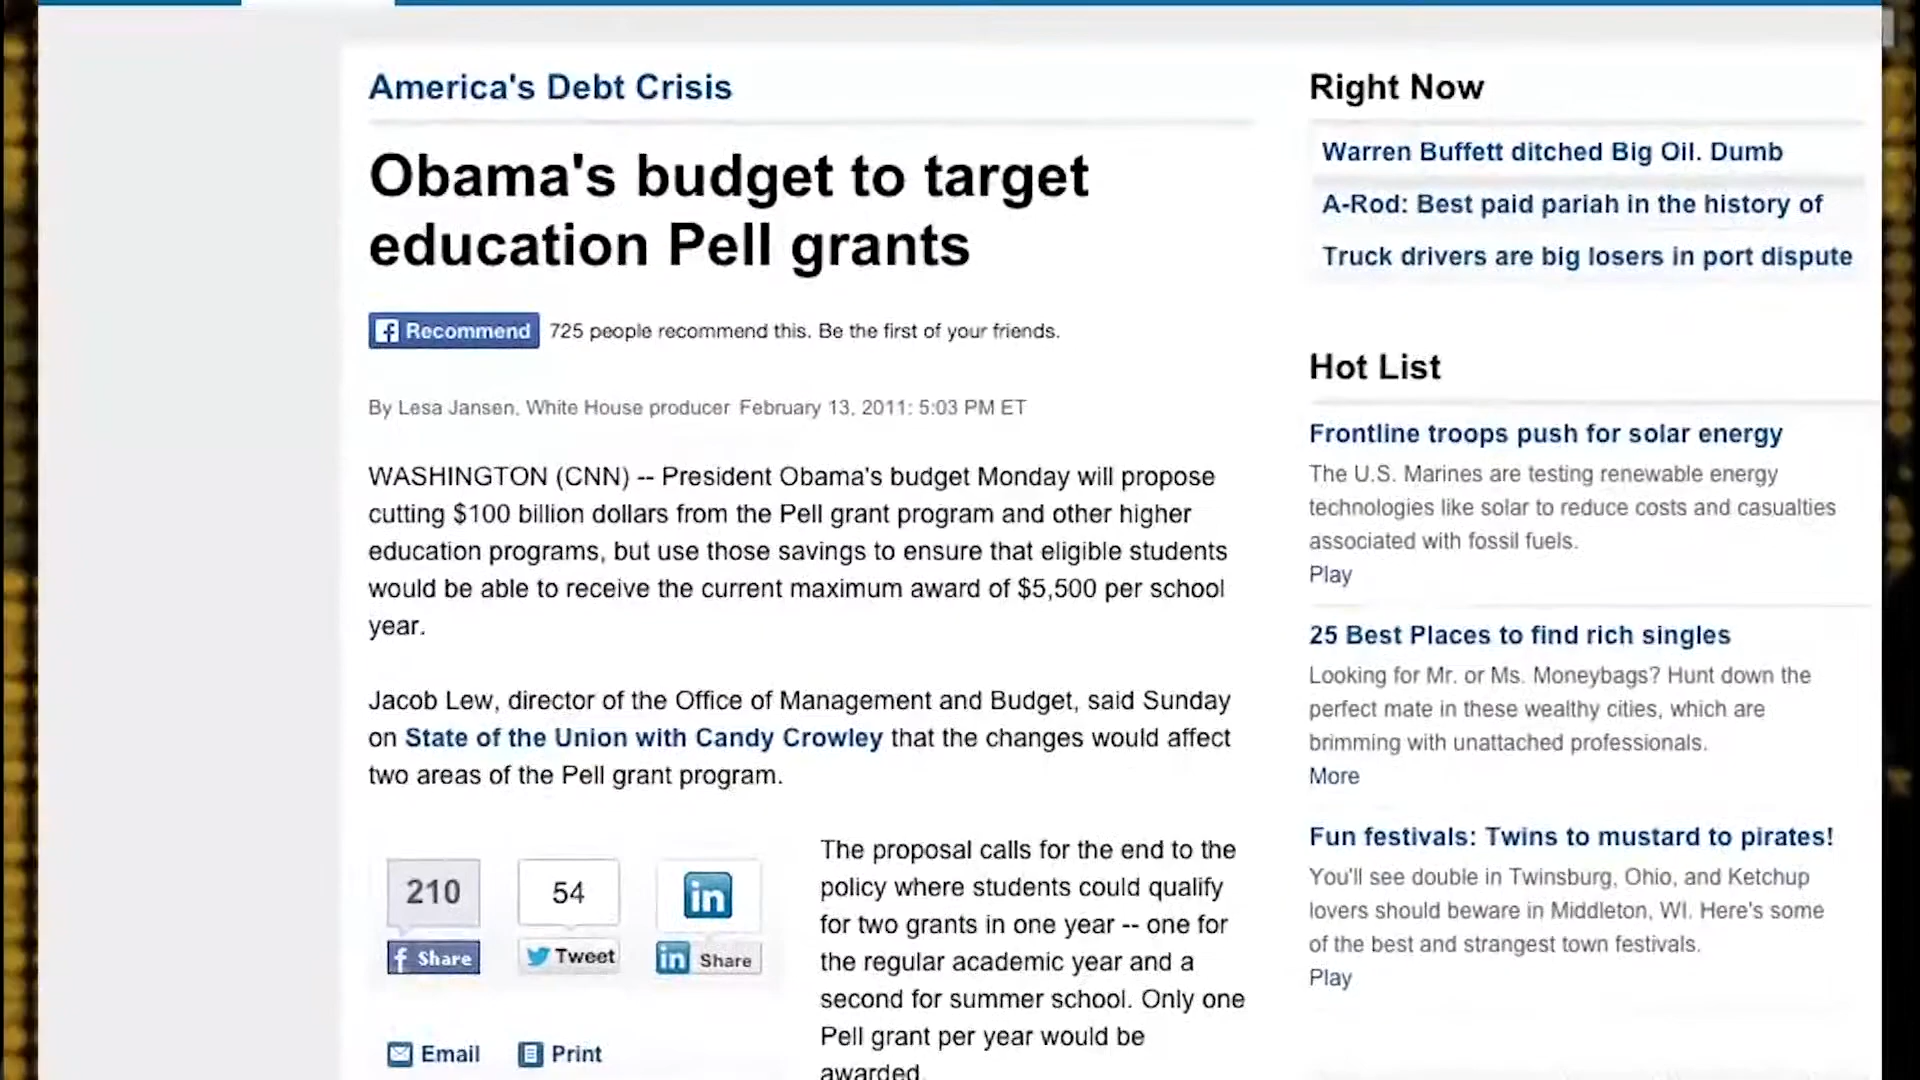 America's Debt Crisis
Obama's budget to target
education Pell grants
Recommend 725 people recommend this. Be the first of your friends.
By Lesa Jansen, White House producer February 13, 2011: 5:03 PM ET
WASHINGTON (CNN) -- President Obama's budget Monday will propose
cutting $100 billion dollars from the Pell grant program and other higher
education programs, but use those savings to ensure that eligible students
would be able to receive the current maximum award of $5,500 per school
year.
Jacob Lew, director of the Office of Management and Budget, said Sunday
on State of the Union with Candy Crowley that the changes would affect
two areas of the Pell grant program.
210
54
in
f Share
Tweet
in Share
Email
Print
The proposal calls for the end to the
policy where students could qualify
for two grants in one year -- one for
the regular academic year and a
second for summer school. Only one
Pell grant per year would be
awarded.
Right Now
Warren Buffett ditched Big Oil. Dumb
A-Rod: Best paid pariah in the history of
Truck drivers are big losers in port dispute
Hot List
Frontline troops push for solar energy
The U.S. Marines are testing renewable energy
technologies like solar to reduce costs and casualties
associated with fossil fuels.
Play
25 Best Places to find rich singles
Looking for Mr. or Ms. Moneybags? Hunt down the
perfect mate in these wealthy cities, which are
brimming with unattached professionals.
More
Fun festivals: Twins to mustard to pirates!
You'll see double in Twinsburg, Ohio, and Ketchup
lovers should beware in Middleton, WI. Here's some
of the best and strangest town festivals.
Play